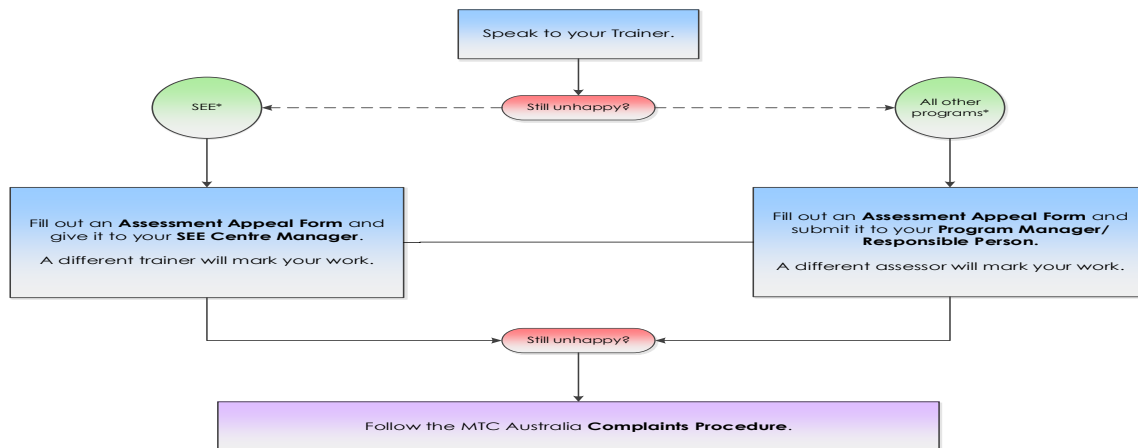 Speak to your Trainer.
SEE*
Still unhappy?
All other
programs*
Fill out an Assessment Appeal Form and
give it to your SEE Centre Manager.
A different trainer will mark your work.
Fill out an Assessment Appeal Form and
submit it to your Program Manager/
Responsible Person.
A different assessor will mark your work.
Still unhappy?
Follow the MTC Australia Complaints Procedure.